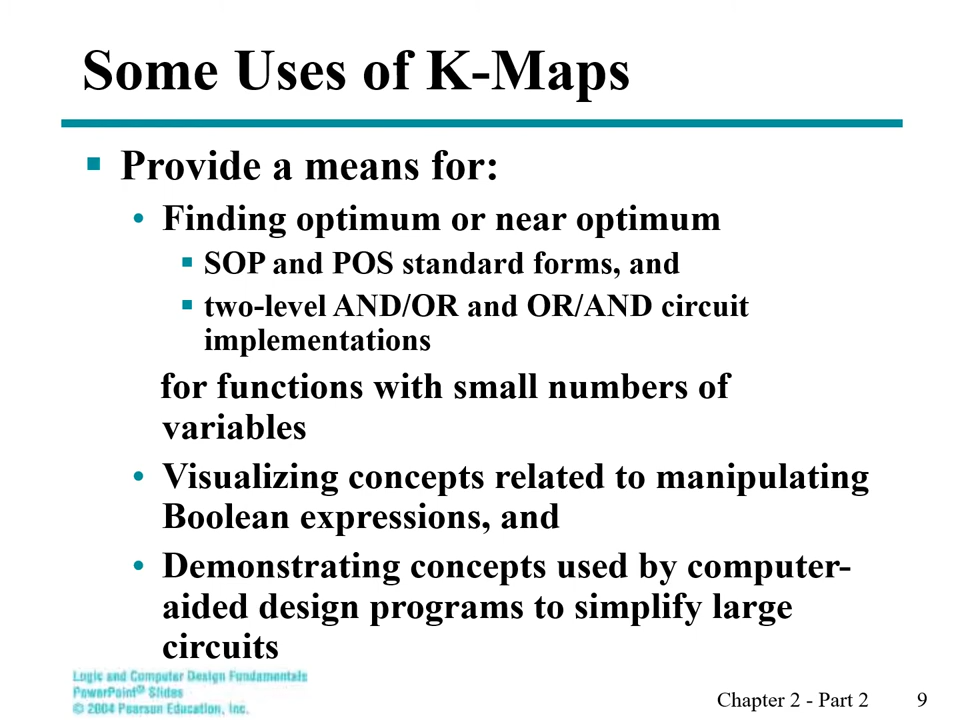 Some Uses of K-Maps
▪ Provide a means for:
• Finding optimum or near optimum
▪ SOP and POS standard forms, and
▪ two-level AND/OR and OR/AND circuit
implementations
for functions with small numbers of
variables
• Visualizing concepts related to manipulating
Boolean expressions, and
• Demonstrating concepts used by computer-
aided design programs to simplify large
circuits
Logic and Computer Design Fundamentals
PowerPoint® Slides
© 2004 Pearson Education, Inc.
Chapter 2 - Part 2 9